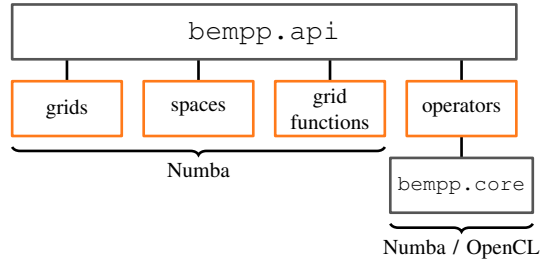 bempp.api
grids
spaces
grid
functions
operators
Numba
bempp.core
Numba / OpenCL